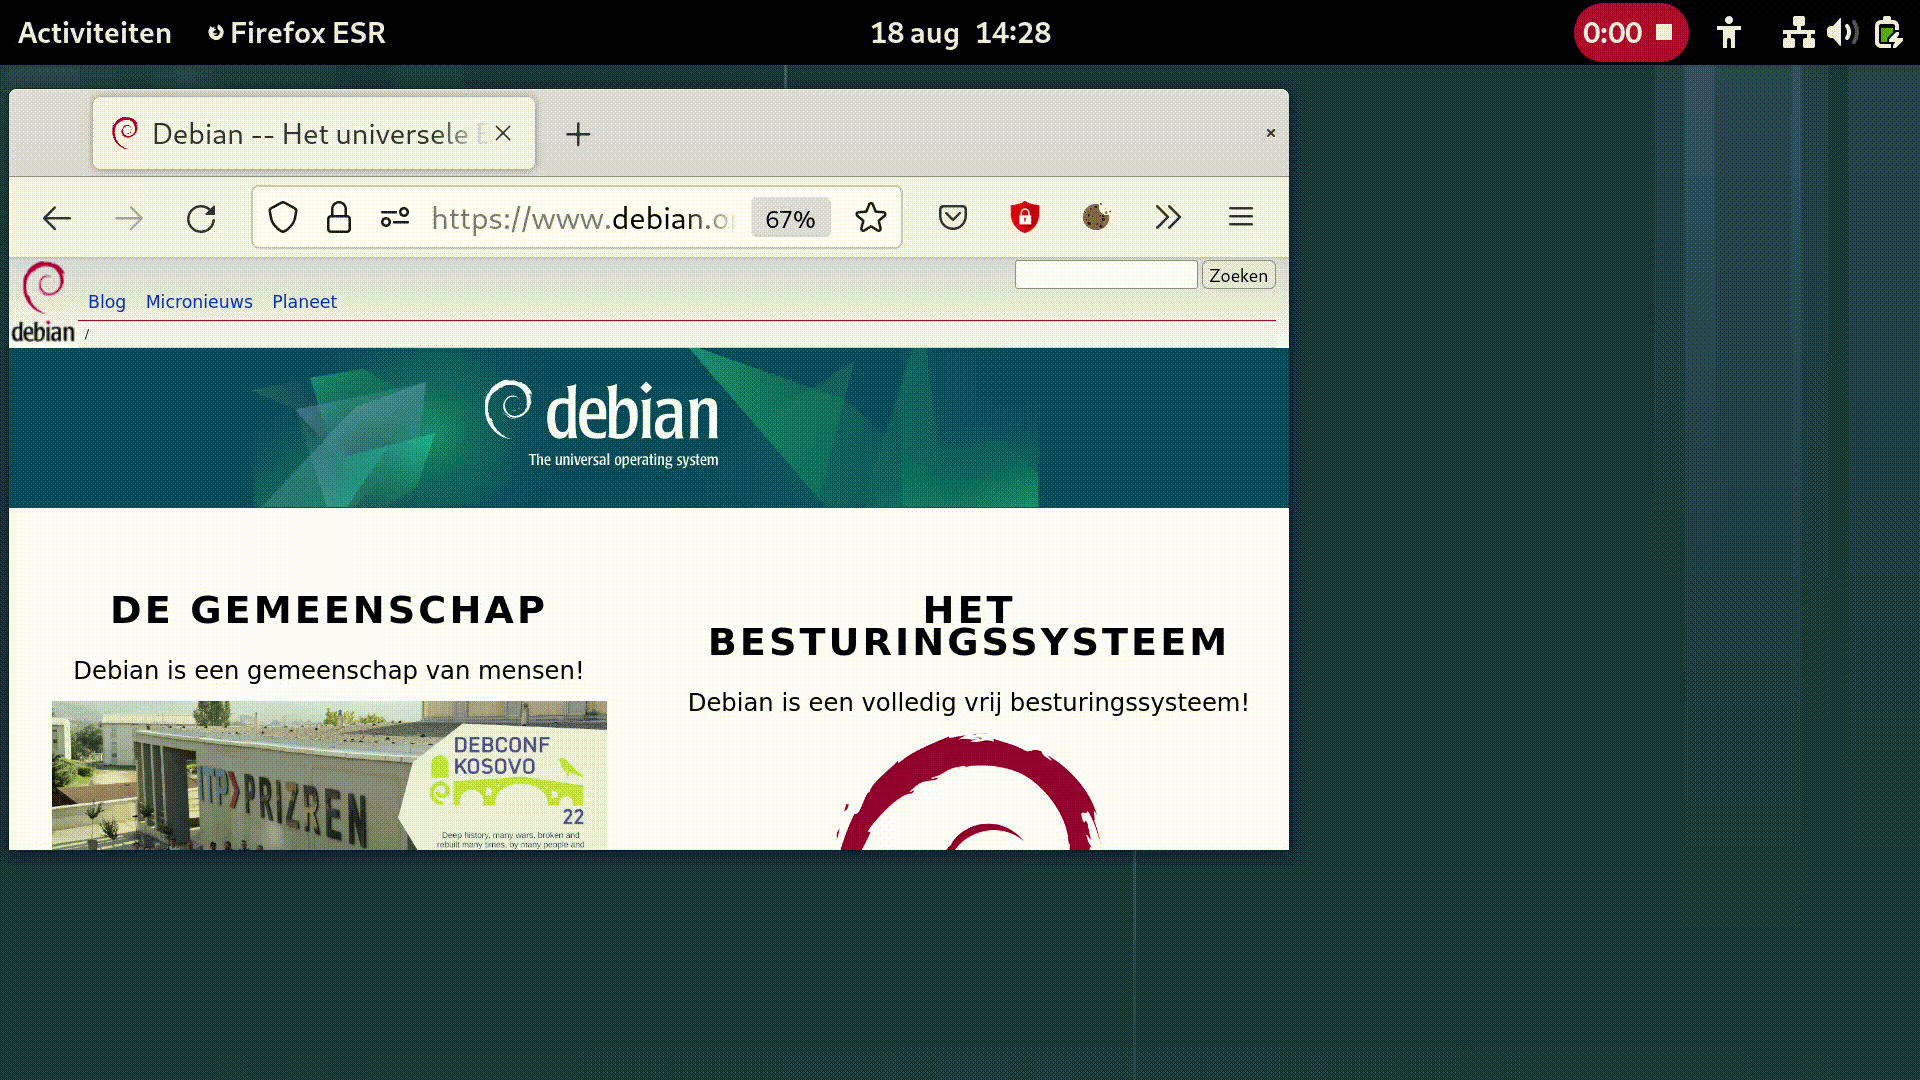 Activiteiten Firefox ESR 18 aug 14:28 0:00
Debian -- Het universele
https://www.debian.o 67%
Zoeken
Blog Micronieuws Planeet
debian /
debian
The universal operating system
DE GEMEENSCHAP
Debian is een gemeenschap van mensen!
ITP>PRIZREN
DEBCONF
KOSOVO
22
Deep history, many wars, broken and
rebuilt many times, by many people and
HET
BESTURINGSSYSTEEM
Debian is een volledig vrij besturingssysteem!